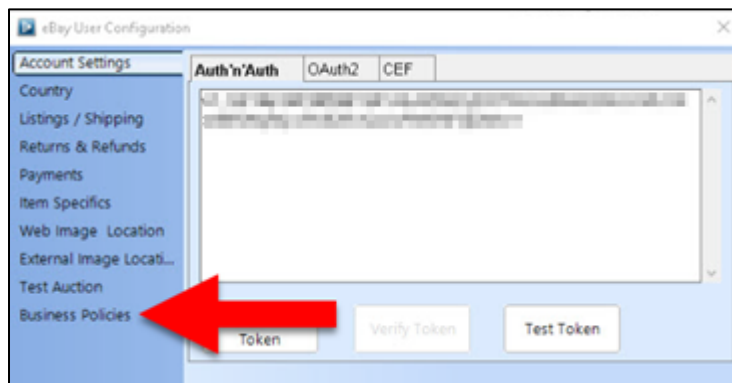 eBay User Configuration
Account Settings
Country
Listings / Shipping
Returns & Refunds
Payments
Item Specifics
Web Image Location
External Image Locati...
Test Auction
Business Policies
Auth'n'Auth OAuth2 CEF
Token
Verify Token
Test Token